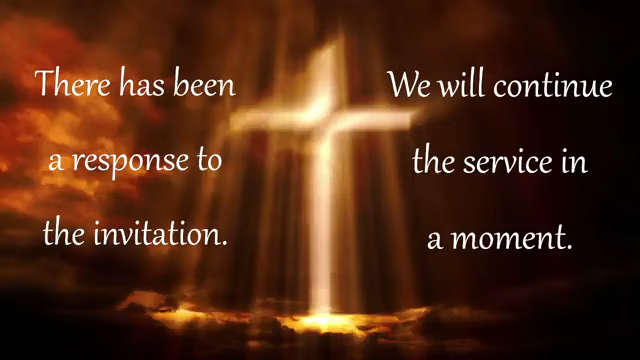 There has been
a response to
the invitation.
We will continue
the service in
a moment.